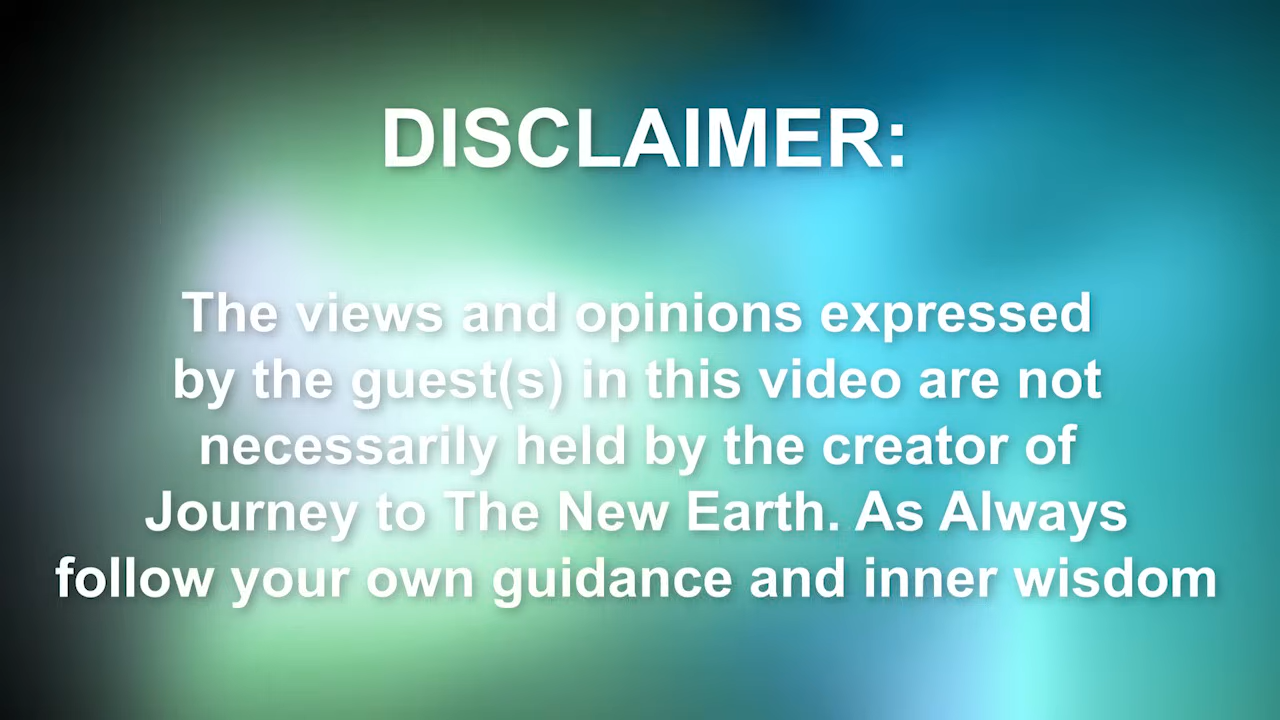 DISCLAIMER:
The views and opinions expressed
by the guest(s) in this video are not
necessarily held by the creator of
Journey to The New Earth. As Always
follow your own guidance and inner wisdom